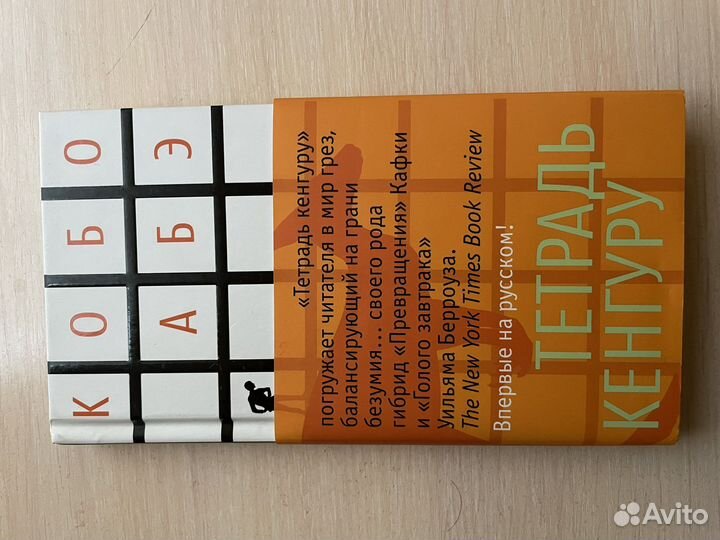 КОБО
АБЭ
«Тетрадь кенгуру»
погружает читателя в мир грез,
балансирующий на грани
безумия... своего рода
гибрид «Превращения» Кафки
и «Голого завтрака»
Уильяма Берроуза.
The New York Times Book Review
Впервые на русском!
ТЕТРАДЬ
КЕНГУРУ
Avito